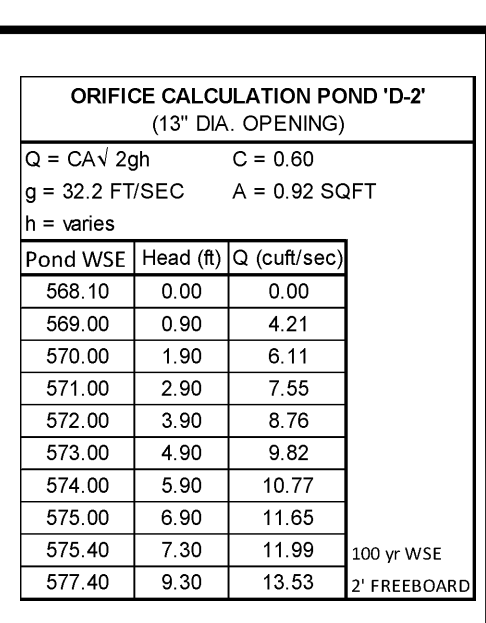 ORIFICE CALCULATION POND 'D-2'
(13" DIA. OPENING)
Q = CA√ 2gh C = 0.60
g = 32.2 FT/SEC A = 0.92 SQFT
h = varies
Pond WSE Head (ft) Q (cuft/sec)
568.10 0.00 0.00
569.00 0.90 4.21
570.00 1.90 6.11
571.00 2.90 7.55
572.00 3.90 8.76
573.00 4.90 9.82
574.00 5.90 10.77
575.00 6.90 11.65
575.40 7.30 11.99 100 yr WSE
577.40 9.30 13.53 2' FREEBOARD